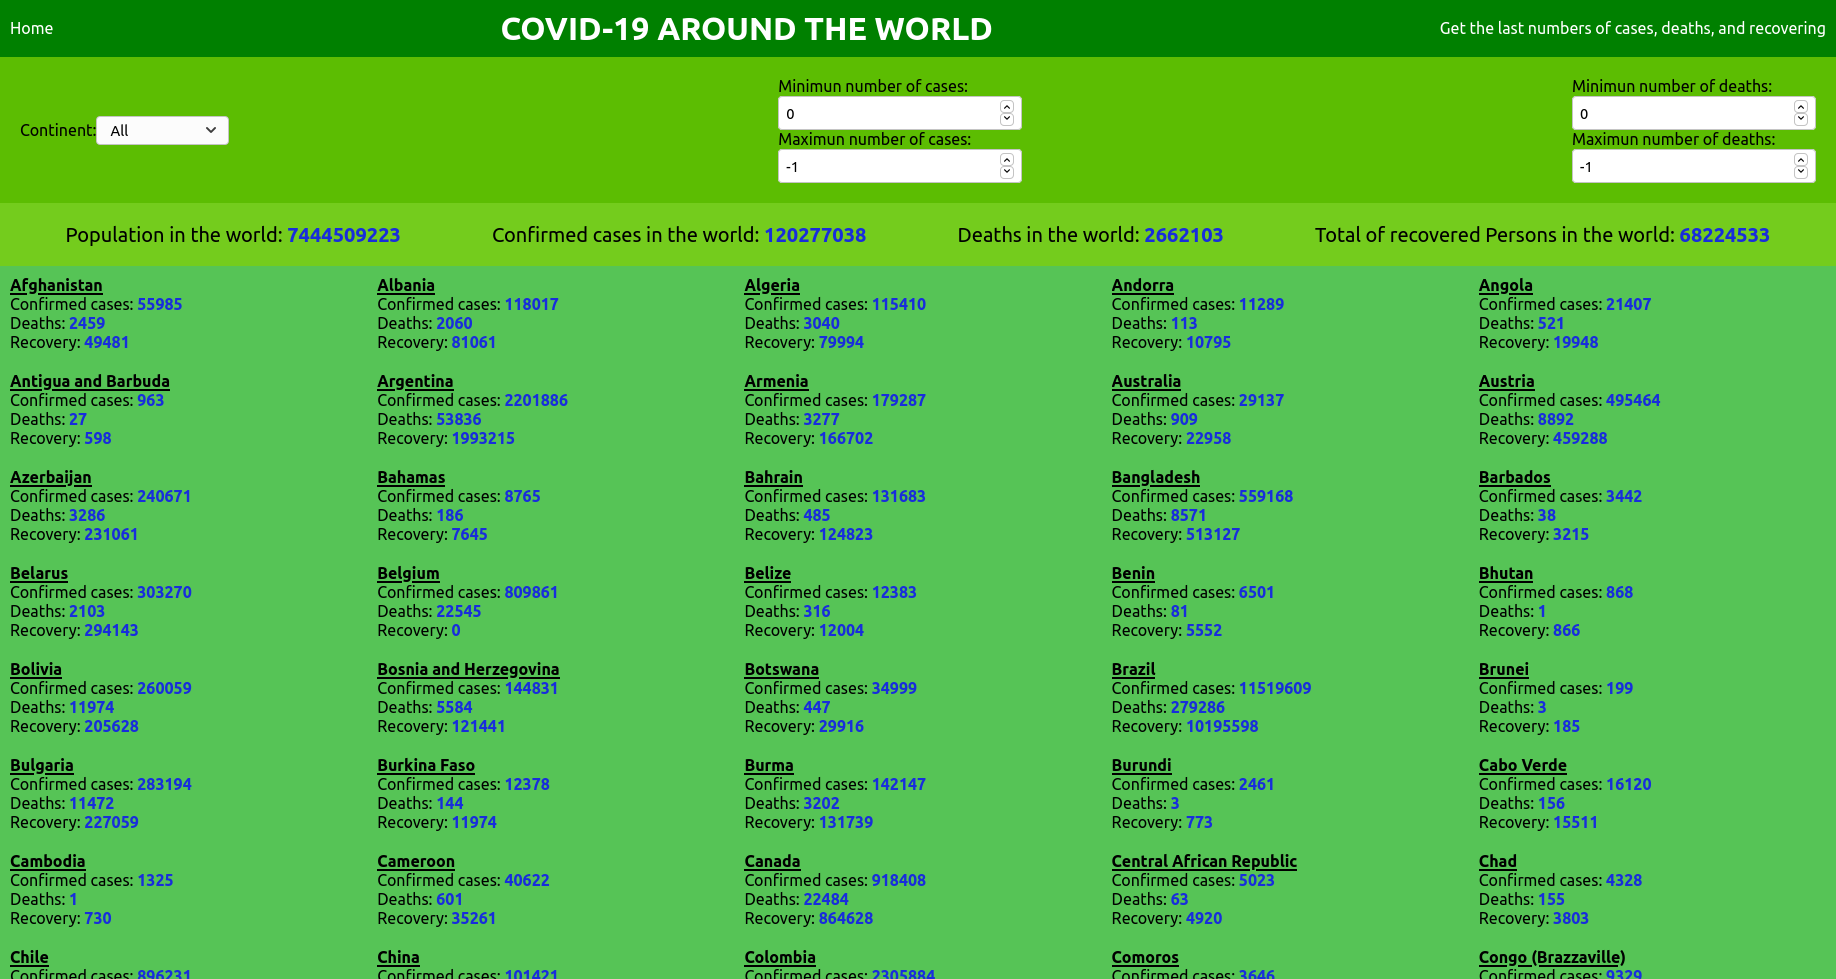 Home
COVID-19 AROUND THE WORLD
Get the last numbers of cases, deaths, and recovering
Continent: All
Minimun number of cases:
0
Maximun number of cases:
-1
Minimun number of deaths:
0
Maximun number of deaths:
-1
Population in the world: 7444509223
Confirmed cases in the world: 120277038
Deaths in the world: 2662103
Total of recovered Persons in the world: 68224533
Afghanistan
Confirmed cases: 55985
Deaths: 2459
Recovery: 49481
Albania
Confirmed cases: 118017
Deaths: 2060
Recovery: 81061
Algeria
Confirmed cases: 115410
Deaths: 3040
Recovery: 79994
Andorra
Confirmed cases: 11289
Deaths: 113
Recovery: 10795
Angola
Confirmed cases: 21407
Deaths: 521
Recovery: 19948
Antigua and Barbuda
Confirmed cases: 963
Deaths: 27
Recovery: 598
Argentina
Confirmed cases: 2201886
Deaths: 53836
Recovery: 1993215
Armenia
Confirmed cases: 179287
Deaths: 3277
Recovery: 166702
Australia
Confirmed cases: 29137
Deaths: 909
Recovery: 22958
Austria
Confirmed cases: 495464
Deaths: 8892
Recovery: 459288
Azerbaijan
Confirmed cases: 240671
Deaths: 3286
Recovery: 231061
Bahamas
Confirmed cases: 8765
Deaths: 186
Recovery: 7645
Bahrain
Confirmed cases: 131683
Deaths: 485
Recovery: 124823
Bangladesh
Confirmed cases: 559168
Deaths: 8571
Recovery: 513127
Barbados
Confirmed cases: 3442
Deaths: 38
Recovery: 3215
Belarus
Confirmed cases: 303270
Deaths: 2103
Recovery: 294143
Belgium
Confirmed cases: 809861
Deaths: 22545
Recovery: 0
Belize
Confirmed cases: 12383
Deaths: 316
Recovery: 12004
Benin
Confirmed cases: 6501
Deaths: 81
Recovery: 5552
Bhutan
Confirmed cases: 868
Deaths: 1
Recovery: 866
Bolivia
Confirmed cases: 260059
Deaths: 11974
Recovery: 205628
Bosnia and Herzegovina
Confirmed cases: 144831
Deaths: 5584
Recovery: 121441
Botswana
Confirmed cases: 34999
Deaths: 447
Recovery: 29916
Brazil
Confirmed cases: 11519609
Deaths: 279286
Recovery: 10195598
Brunei
Confirmed cases: 199
Deaths: 3
Recovery: 185
Bulgaria
Confirmed cases: 283194
Deaths: 11472
Recovery: 227059
Burkina Faso
Confirmed cases: 12378
Deaths: 144
Recovery: 11974
Burma
Confirmed cases: 142147
Deaths: 3202
Recovery: 131739
Burundi
Confirmed cases: 2461
Deaths: 3
Recovery: 773
Cabo Verde
Confirmed cases: 16120
Deaths: 156
Recovery: 15511
Cambodia
Confirmed cases: 1325
Deaths: 1
Recovery: 730
Cameroon
Confirmed cases: 40622
Deaths: 601
Recovery: 35261
Canada
Confirmed cases: 918408
Deaths: 22484
Recovery: 864628
Central African Republic
Confirmed cases: 5023
Deaths: 63
Recovery: 4920
Chad
Confirmed cases: 4328
Deaths: 155
Recovery: 3803
Chile
Confirmed cases: 896231
China
Confirmed cases: 101421
Colombia
Confirmed cases: 2305884
Comoros
Confirmed cases: 3646
Congo (Brazzaville)
Confirmed cases: 9329